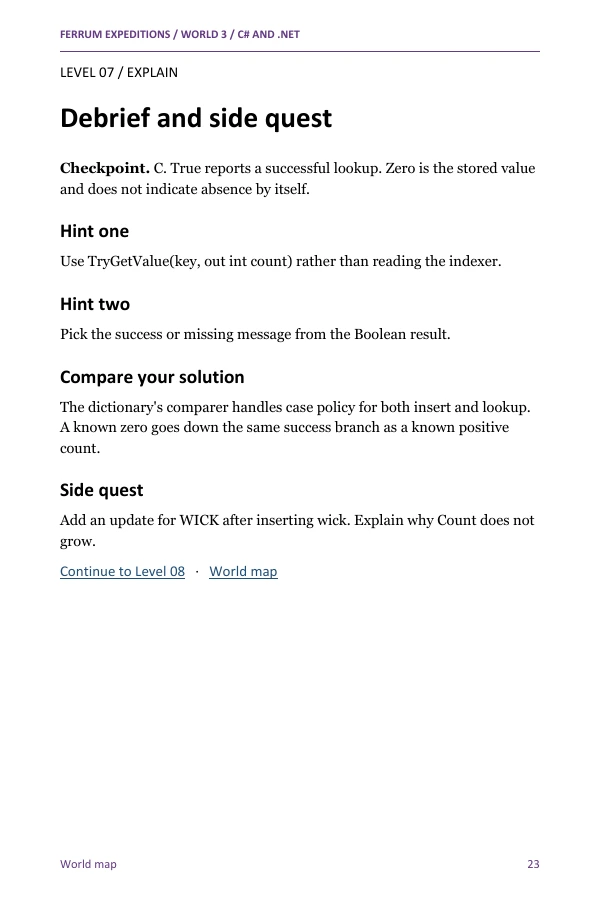 FERRUM EXPEDITIONS / WORLD 3 / C# AND .NET
LEVEL 07 / EXPLAIN
Debrief and side quest
Checkpoint. C. True reports a successful lookup. Zero is the stored value
and does not indicate absence by itself.
Hint one
Use TryGetValue(key, out int count) rather than reading the indexer.
Hint two
Pick the success or missing message from the Boolean result.
Compare your solution
The dictionary's comparer handles case policy for both insert and lookup.
A known zero goes down the same success branch as a known positive
count.
Side quest
Add an update for WICK after inserting wick. Explain why Count does not
grow.
Continue to Level 08 · World map
World map 23